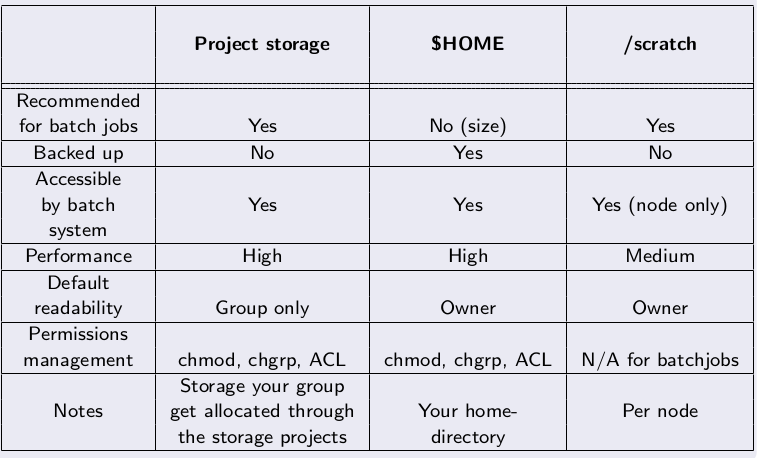 Project storage $HOME /scratch
Recommended
for batch jobs Yes No (size) Yes
Backed up No Yes No
Accessible
by batch Yes Yes Yes (node only)
system
Performance High High Medium
Default
readability Group only Owner Owner
Permissions
management chmod, chgrp, ACL chmod, chgrp, ACL N/A for batchjobs
Storage your group
Notes get allocated through Your home- Per node
the storage projects directory